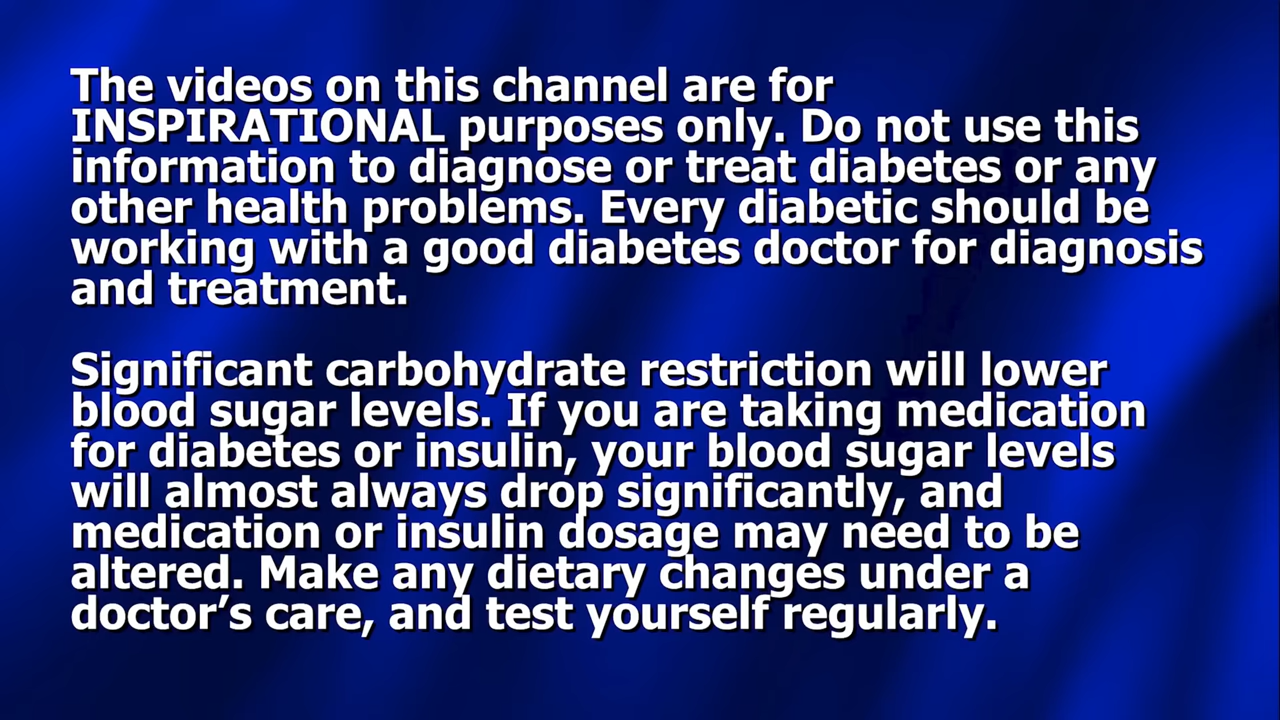 The videos on this channel are for
INSPIRATIONAL purposes only. Do not use this
information to diagnose or treat diabetes or any
other health problems. Every diabetic should be
working with a good diabetes doctor for diagnosis
and treatment.
Significant carbohydrate restriction will lower
blood sugar levels. If you are taking medication
for diabetes or insulin, your blood sugar levels
will almost always drop significantly, and
medication or insulin dosage may need to be
altered. Make any dietary changes under a
doctor’s care, and test yourself regularly.